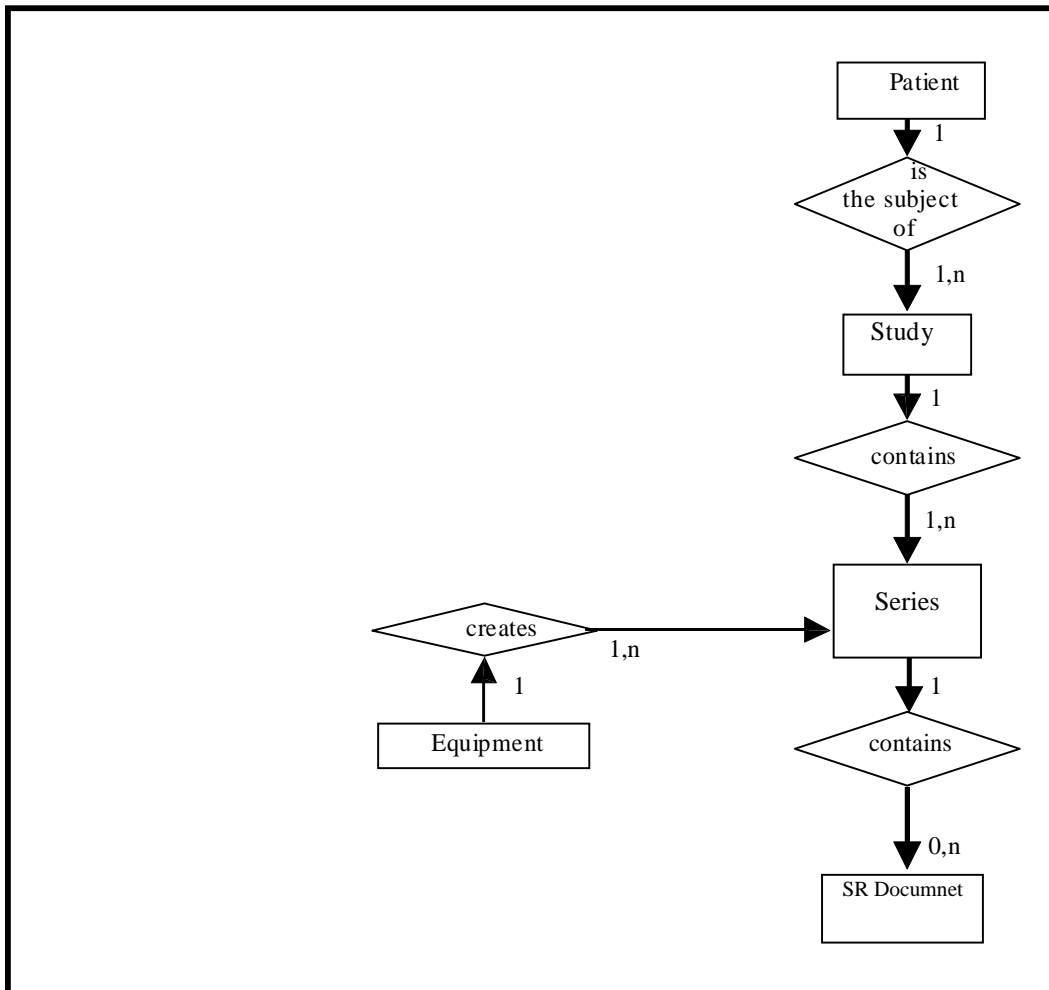 Patient
1
is
the subject
of
1,n
Study
1
contains
1,n
Series
creates
1,n
1
1
Equipment
contains
0,n
SR Documnet